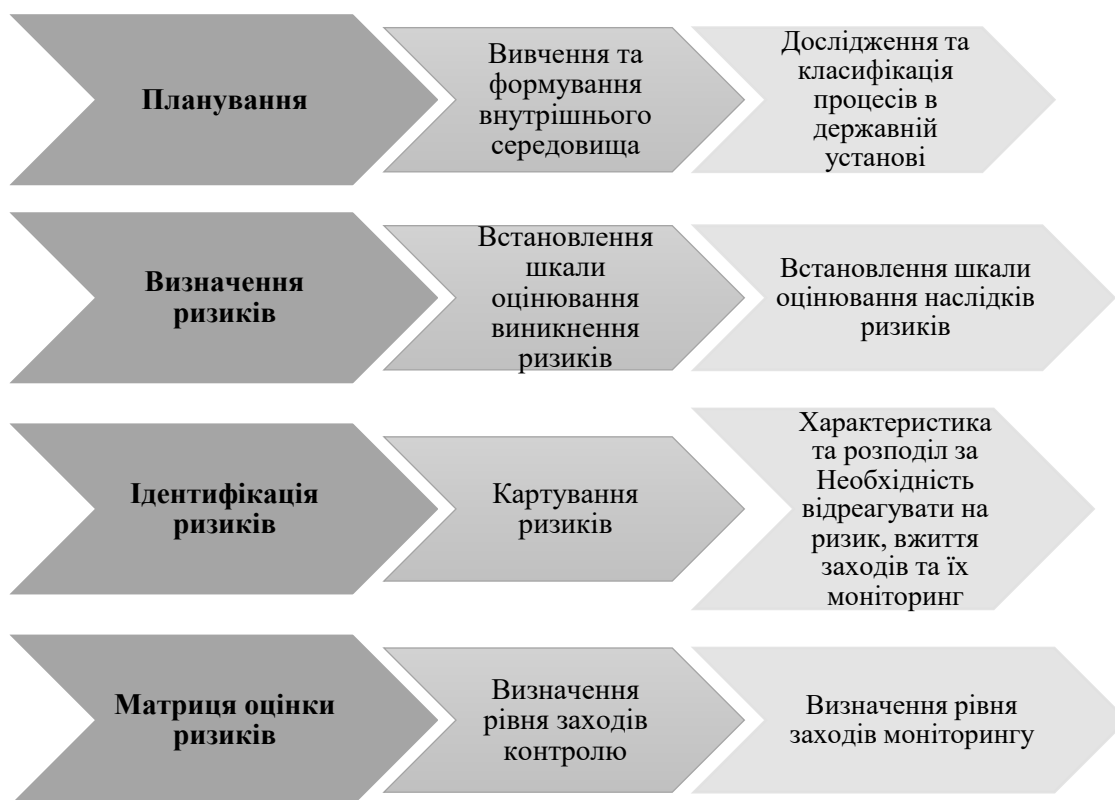 Планування
Вивчення та
формування
внутрішнього
середовища
Дослідження та
класифікація
процесів в
державній
установі
Визначення
ризиків
Встановлення
шкали
оцінювання
виникнення
ризиків
Встановлення шкали
оцінювання наслідків
ризиків
Ідентифікація
ризиків
Картування
ризиків
Характеристика
та розподіл за
Необхідність
відреагувати на
ризик, вжиття
заходів та їх
моніторинг
Матриця оцінки
ризиків
Визначення
рівня заходів
контролю
Визначення рівня
заходів моніторингу